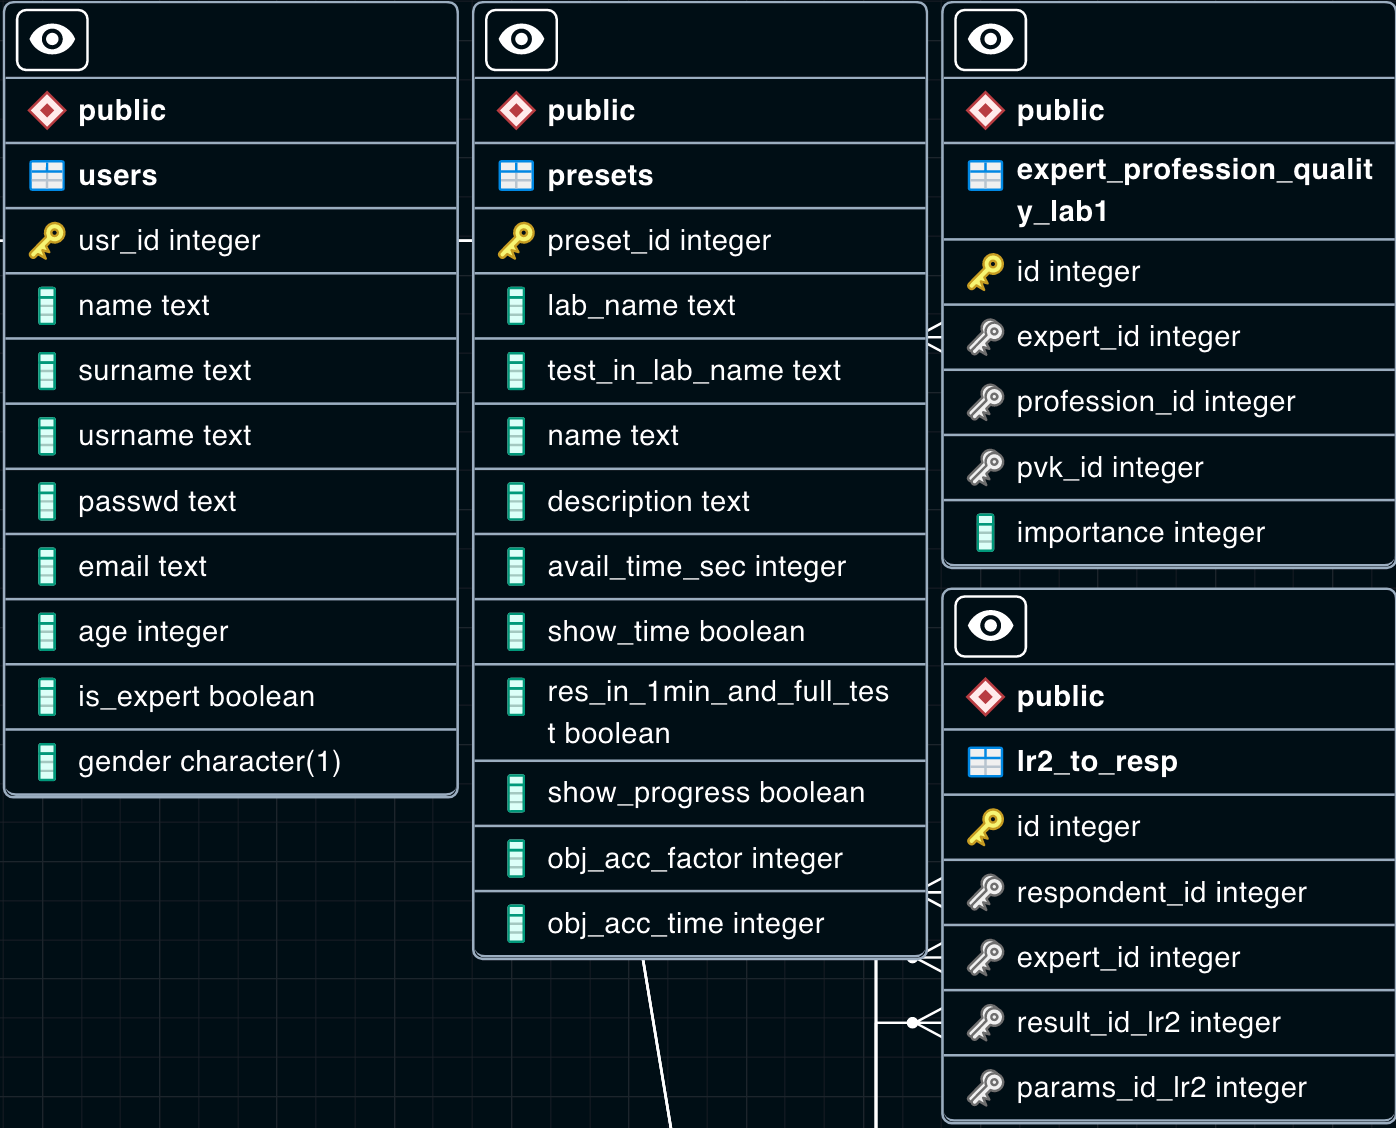 public
users
usr_id integer
name text
surname text
usrname text
passwd text
email text
age integer
is_expert boolean
gender character(1)
public
presets
preset_id integer
lab_name text
test_in_lab_name text
name text
description text
avail_time_sec integer
show_time boolean
res_in_1min_and_full_tes
t boolean
show_progress boolean
obj_acc_factor integer
obj_acc_time integer
public
expert_profession_qualit
y_lab1
id integer
expert_id integer
profession_id integer
pvk_id integer
importance integer
public
lr2_to_resp
id integer
respondent_id integer
expert_id integer
result_id_lr2 integer
params_id_lr2 integer